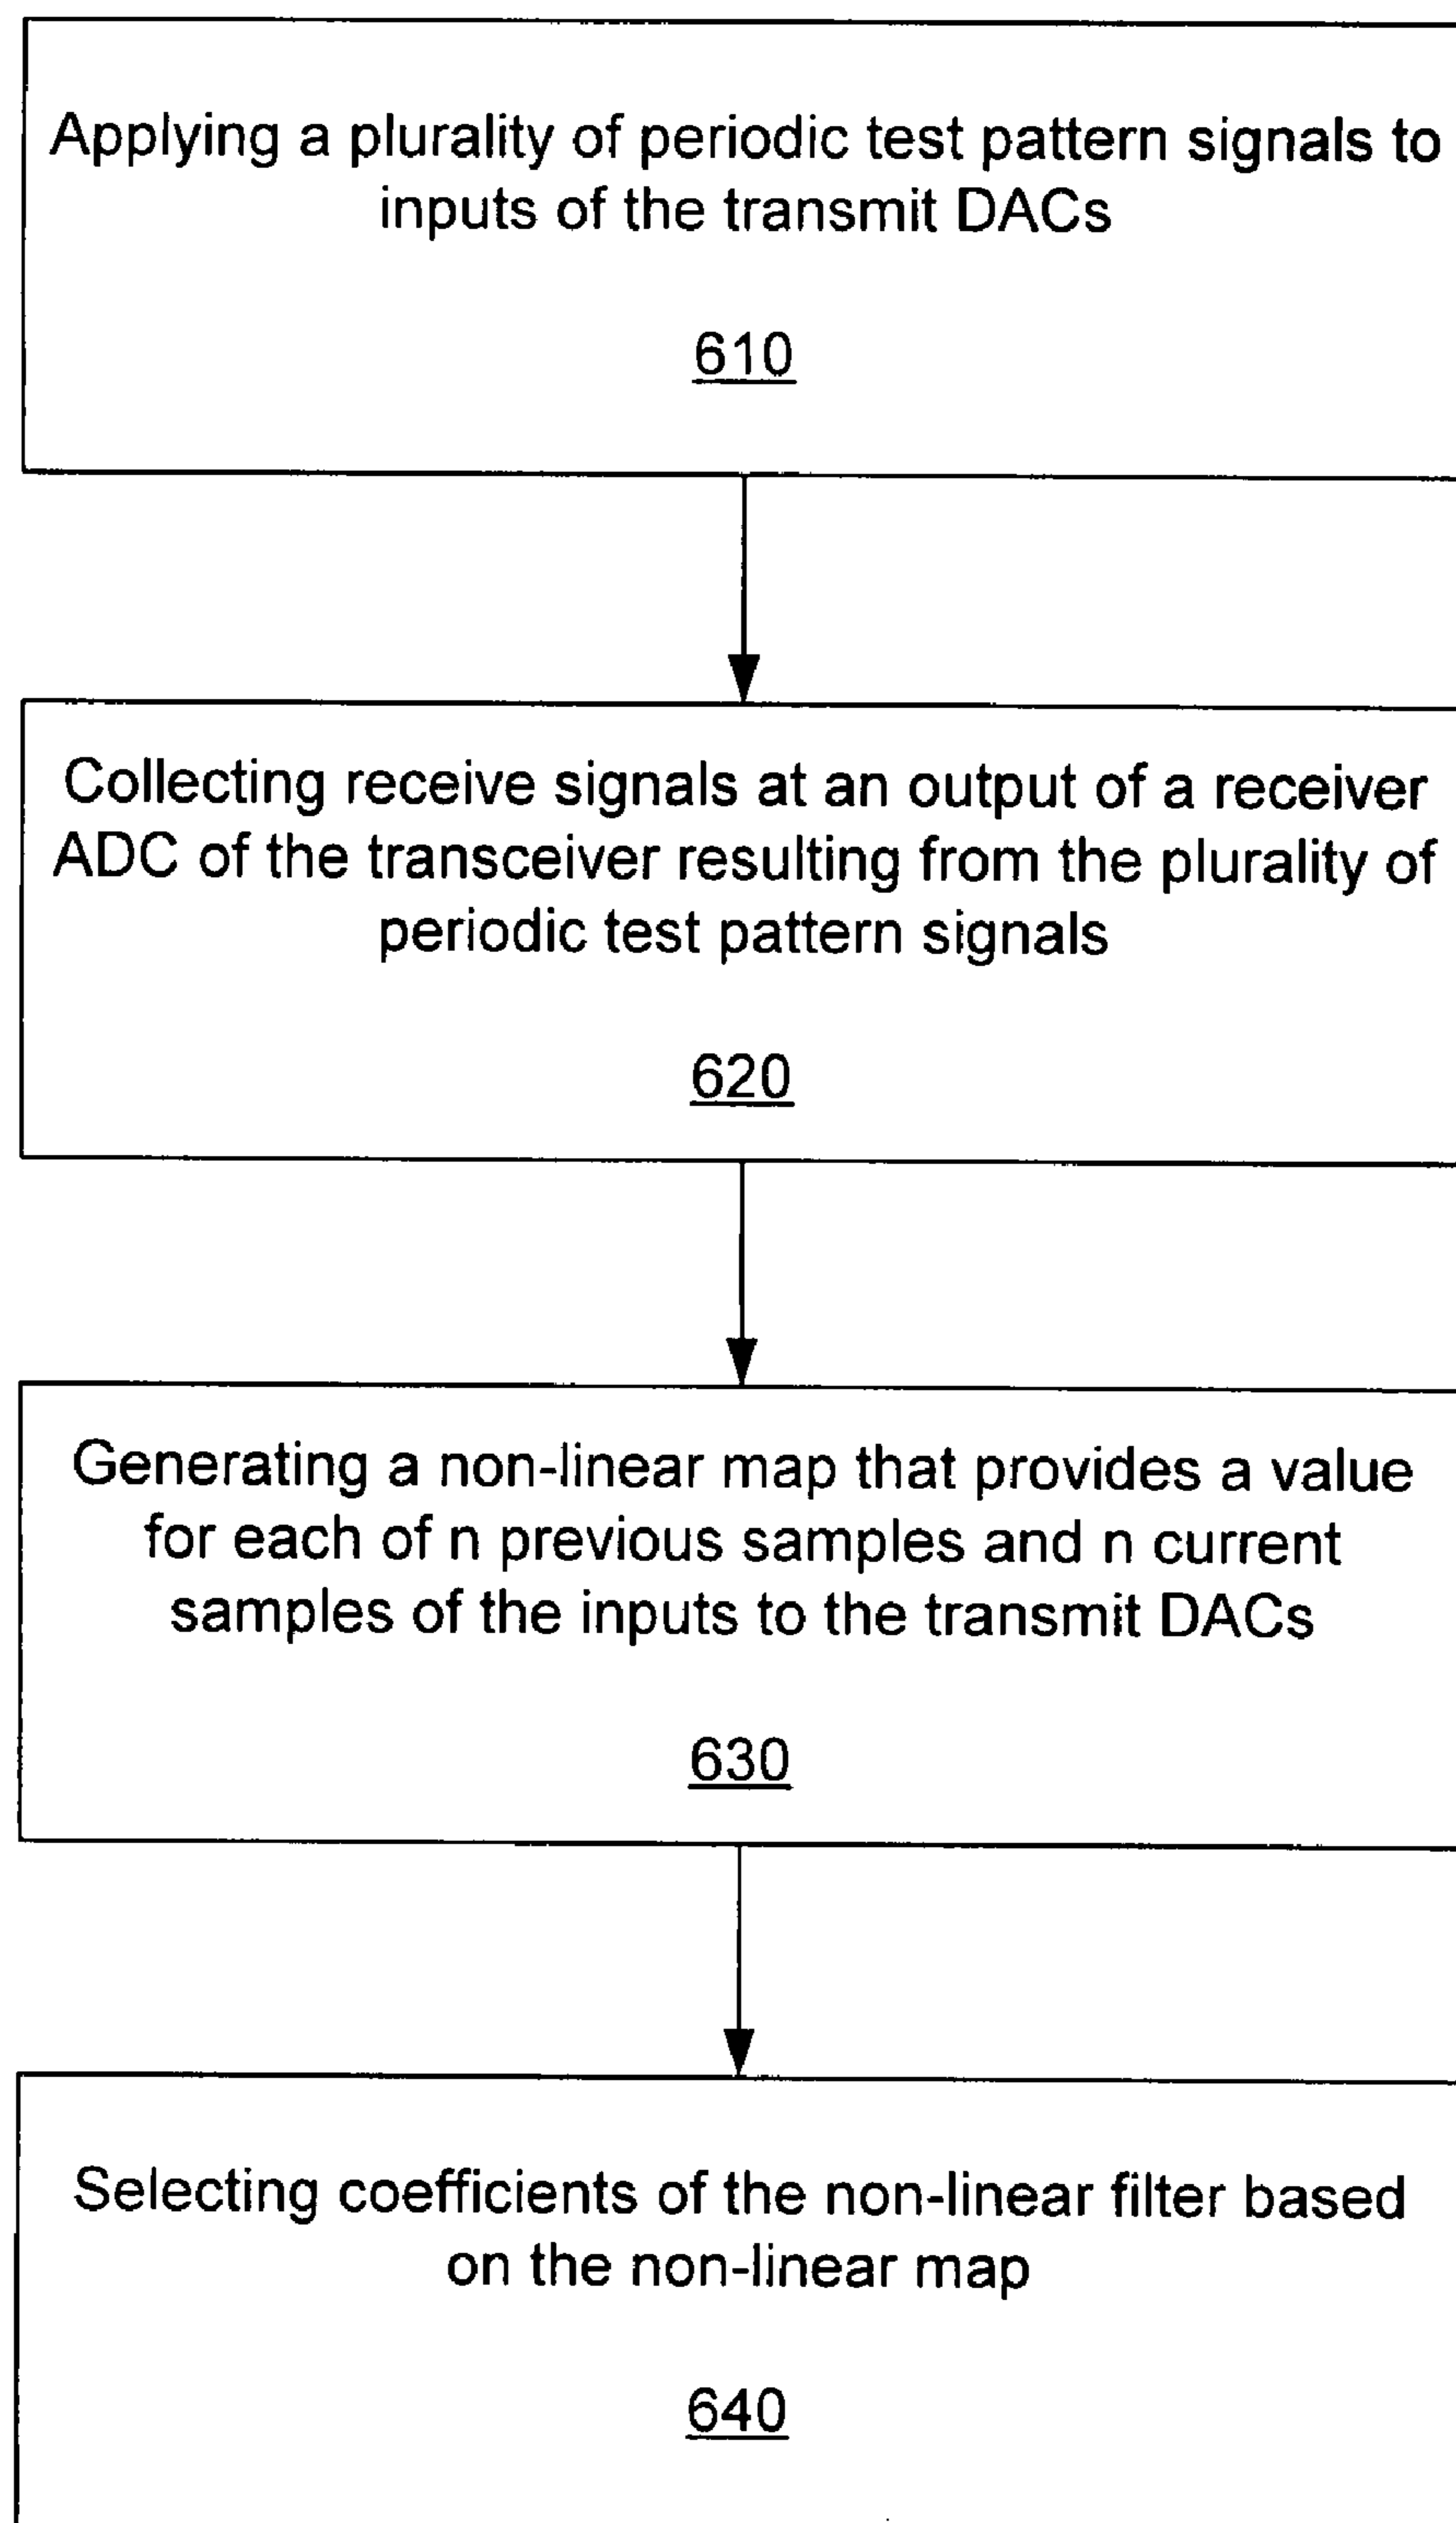 Applying a plurality of periodic test pattern signals to
inputs of the transmit DACs
610
Collecting receive signals at an output of a receiver
ADC of the transceiver resulting from the plurality of
periodic test pattern signals
620
Generating a non-linear map that provides a value
for each of n previous samples and n current
samples of the inputs to the transmit DACs
630
Selecting coefficients of the non-linear filter based
on the non-linear map
640